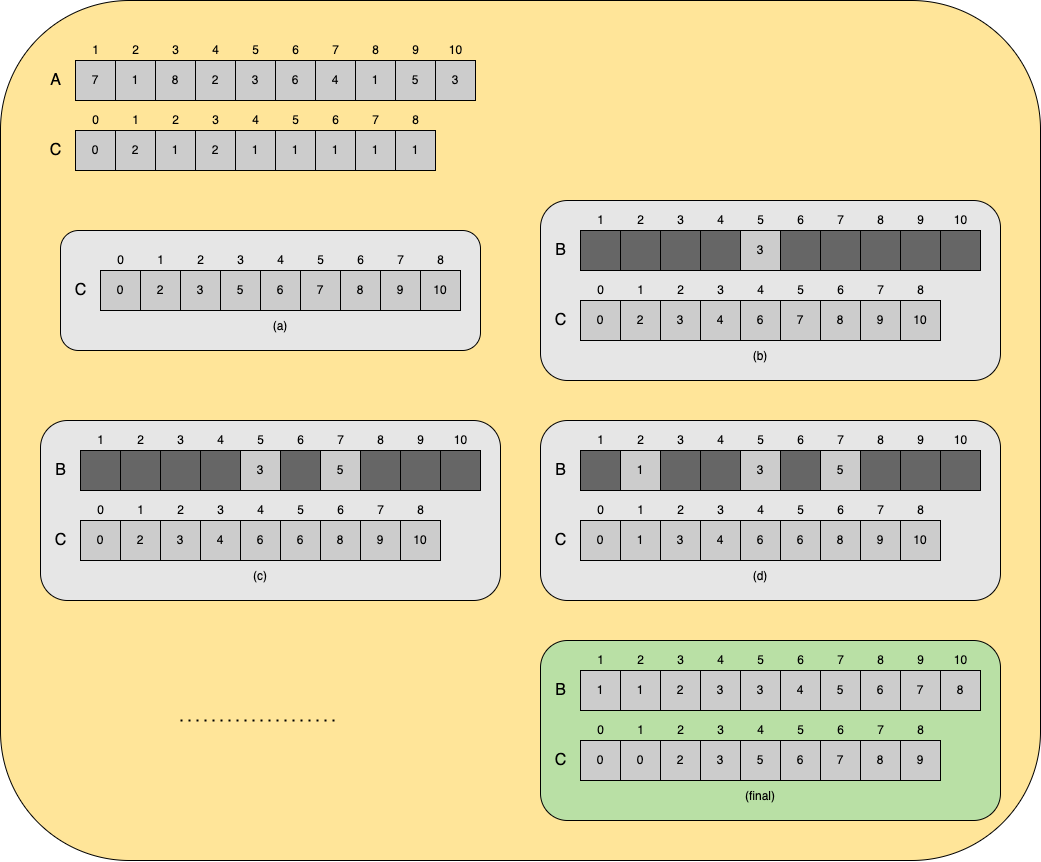 1 2 3 4 5 6 7 8 9 10
A 7 1 8 2 3 6 4 1 5 3
0 1 2 3 4 5 6 7 8
C 0 2 1 2 1 1 1 1 1
0 1 2 3 4 5 6 7 8
C 0 2 3 5 6 7 8 9 10
(a)
1 2 3 4 5 6 7 8 9 10
B 3
0 1 2 3 4 5 6 7 8
C 0 2 3 4 6 7 8 9 10
(b)
1 2 3 4 5 6 7 8 9 10
B 3 5
0 1 2 3 4 5 6 7 8
C 0 2 3 4 6 6 8 9 10
(c)
1 2 3 4 5 6 7 8 9 10
B 1 3 5
0 1 2 3 4 5 6 7 8
C 0 1 3 4 6 6 8 9 10
(d)
....................
1 2 3 4 5 6 7 8 9 10
B 1 1 2 3 3 4 5 6 7 8
0 1 2 3 4 5 6 7 8
C 0 0 2 3 5 6 7 8 9
(final)